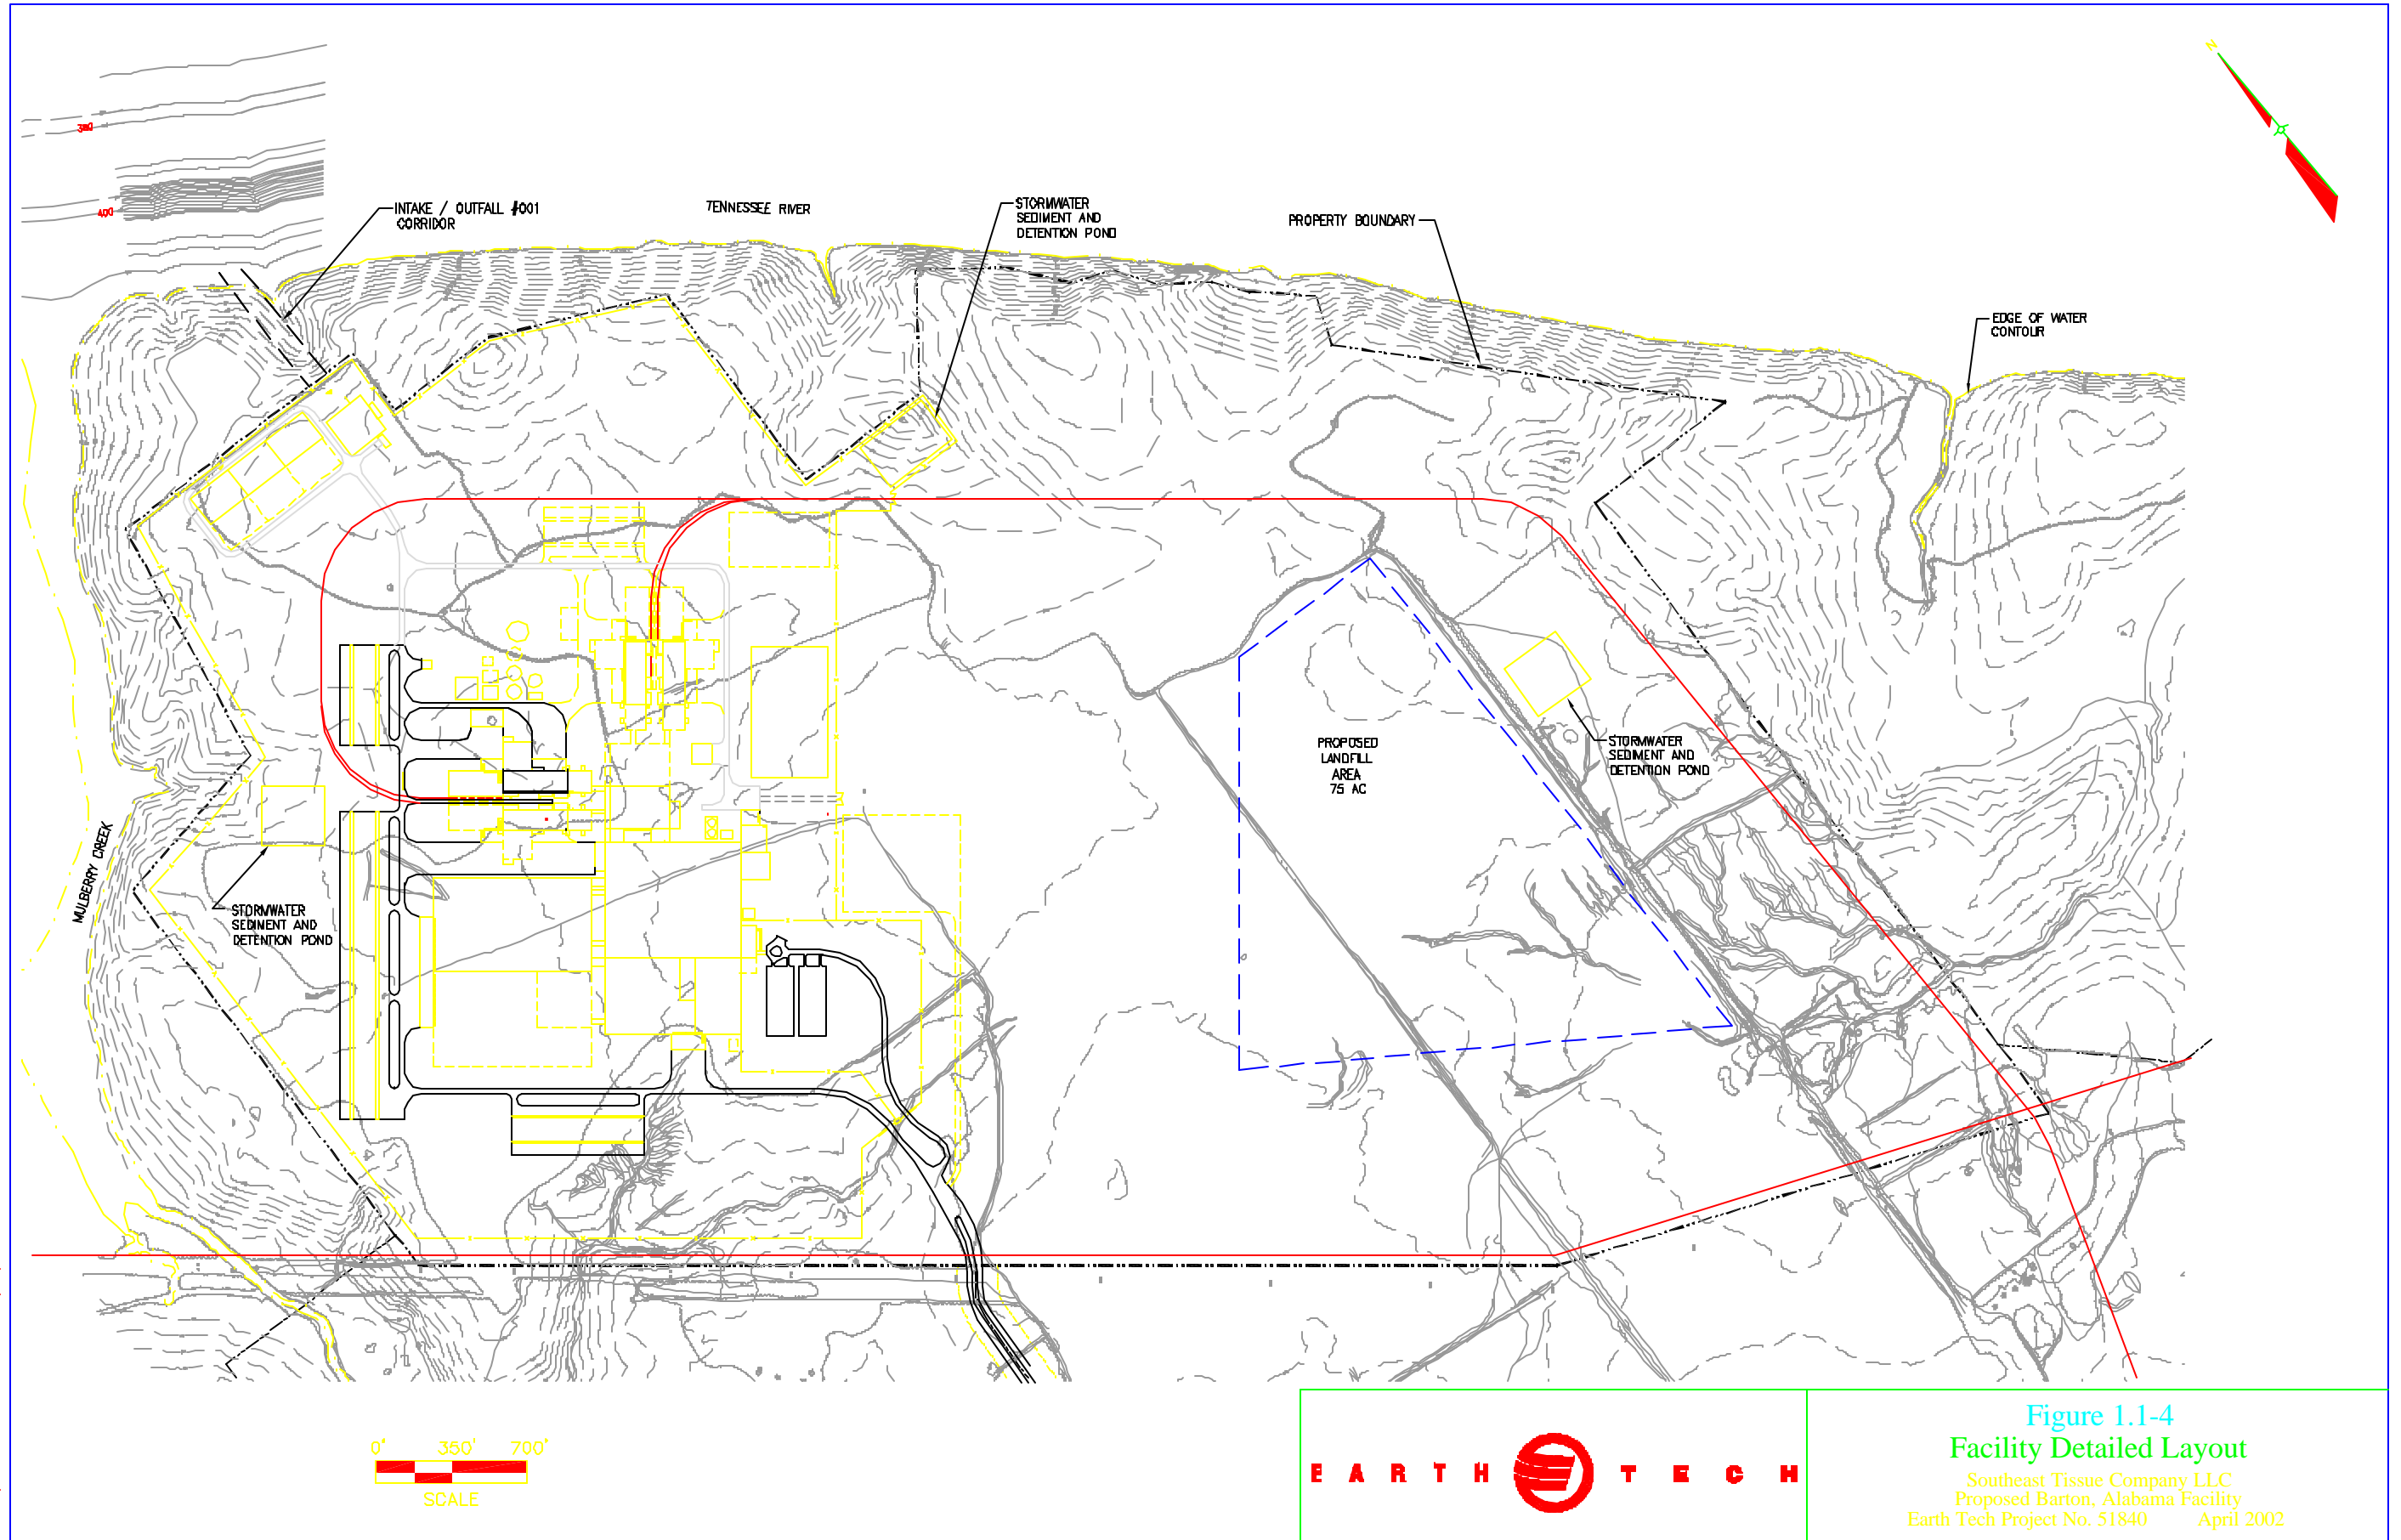 N
380
400
INTAKE / OUTFALL #001
CORRIDOR
TENNESSEE RIVER
STORMWATER
SEDIMENT AND
DETENTION POND
PROPERTY BOUNDARY
EDGE OF WATER
CONTOUR
PROPOSED
LANDFILL
AREA
75 AC
STORMWATER
SEDIMENT AND
DETENTION POND
MULBERRY CREEK
STORMWATER
SEDIMENT AND
DETENTION POND
0' 350' 700'
SCALE
EARTH TECH
Figure 1.1-4
Facility Detailed Layout
Southeast Tissue Company LLC
Proposed Barton, Alabama Facility
Earth Tech Project No. 51840 April 2002